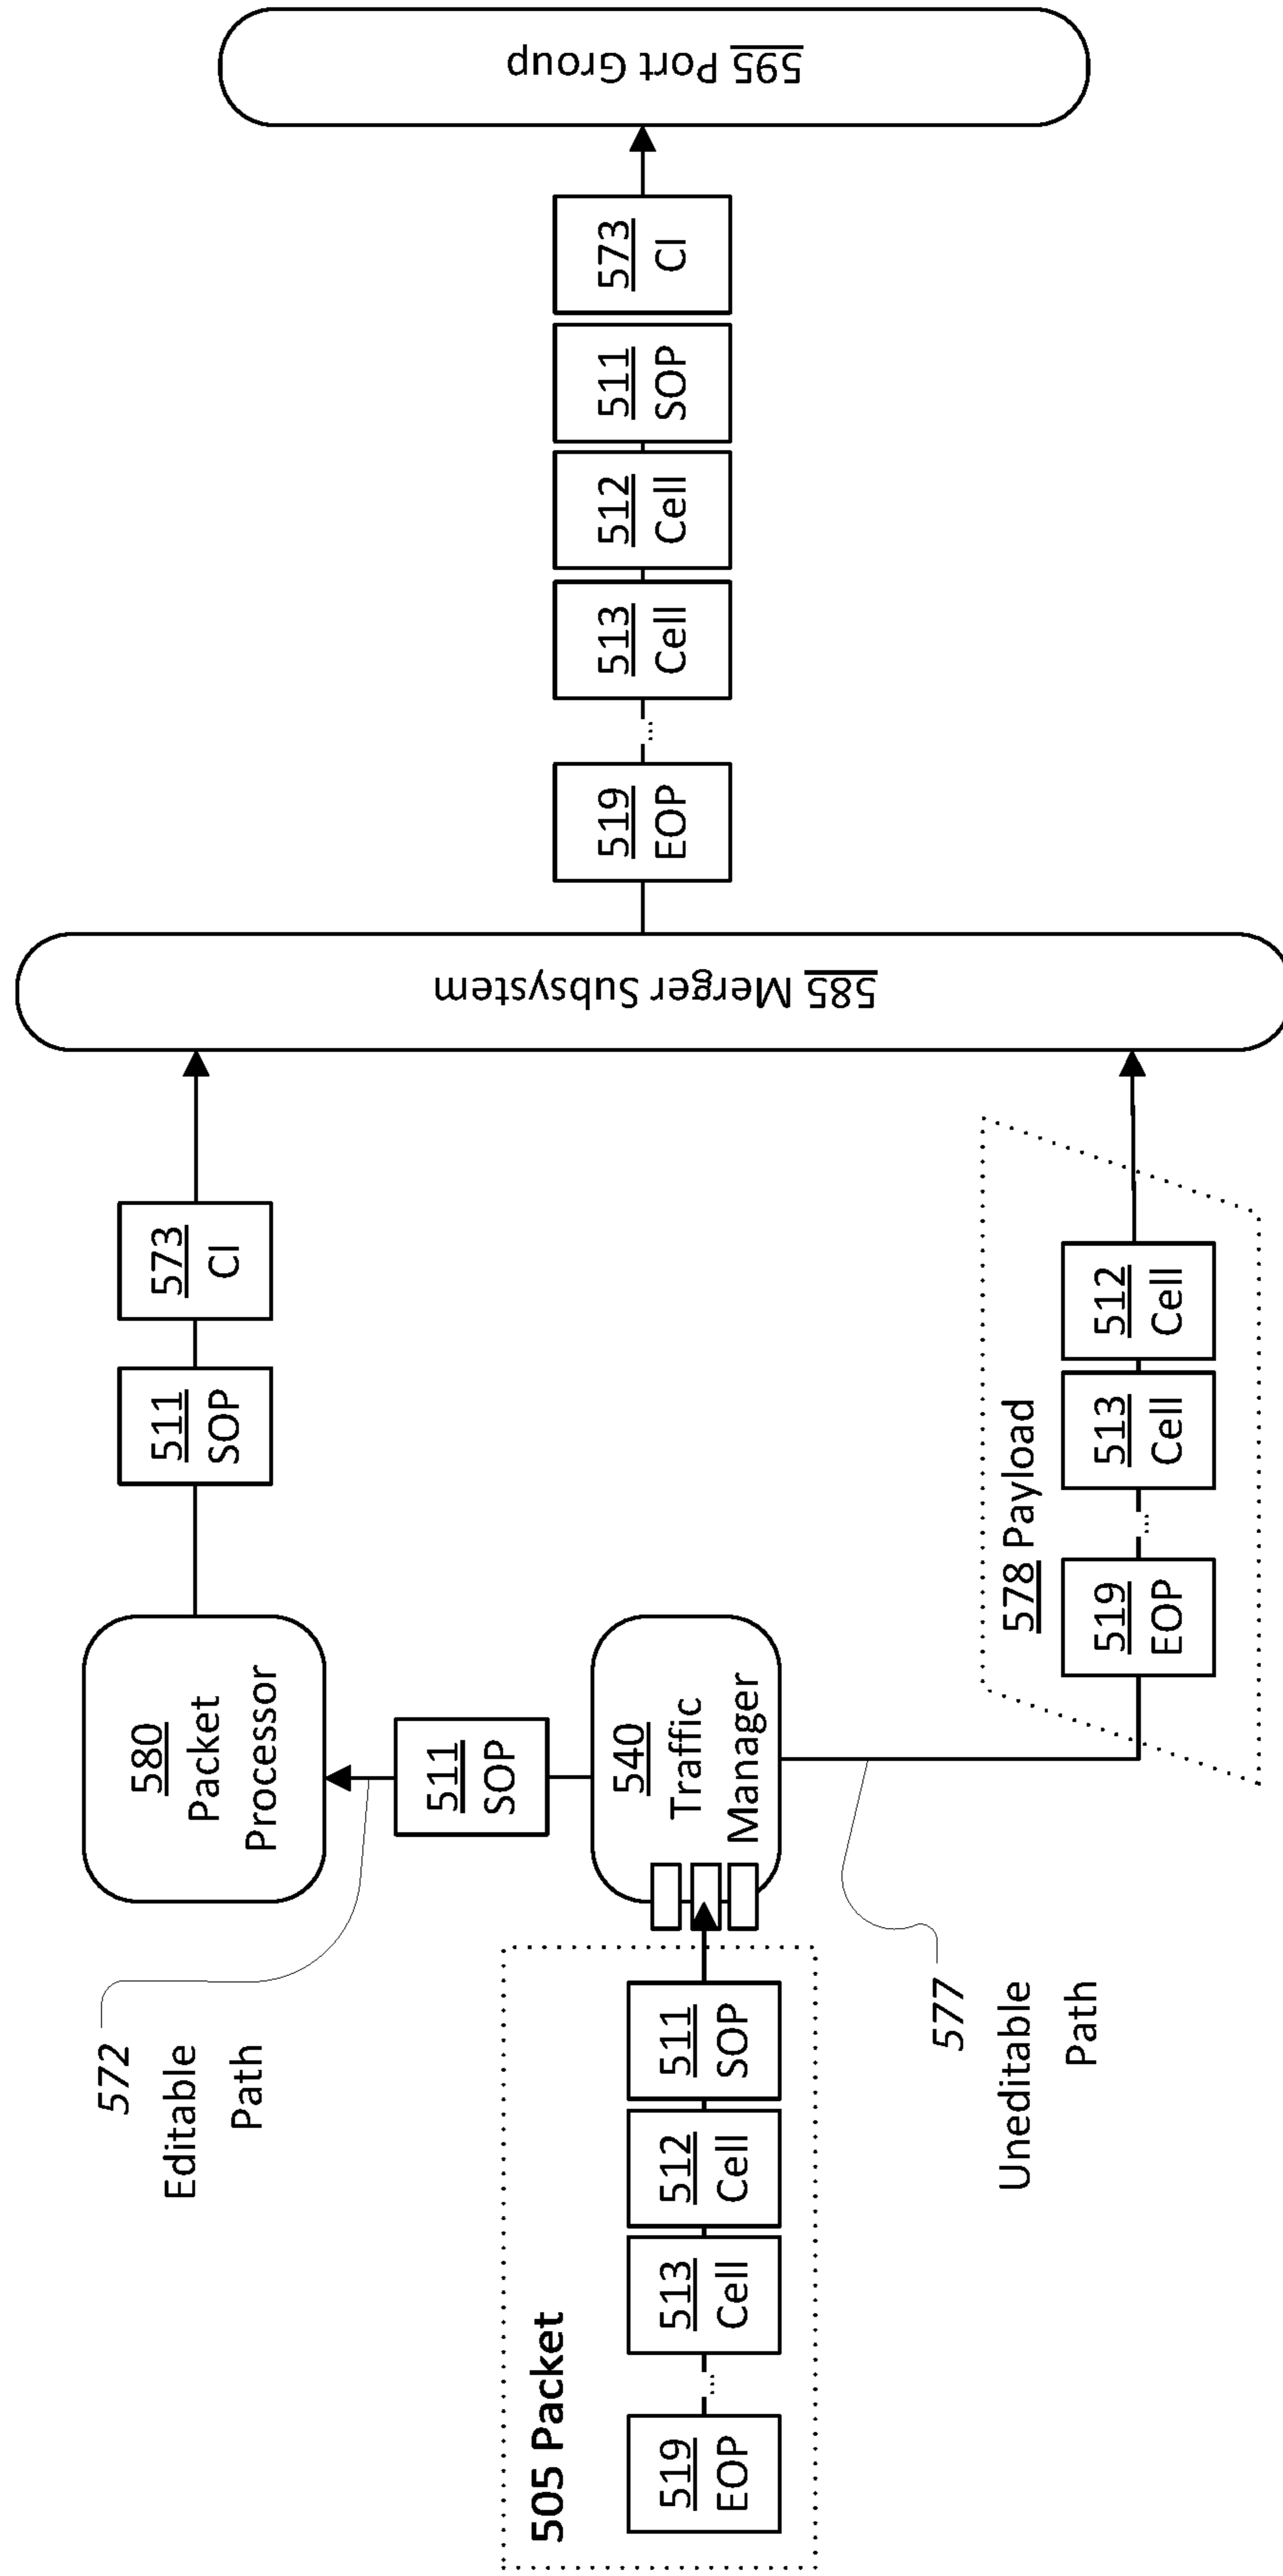 572
Editable
Path
580
Packet
Processor
511
SOP
573
CI
511
SOP
505 Packet
519
EOP
...
513
Cell
512
Cell
511
SOP
540
Traffic
Manager
577
Uneditable
Path
578 Payload
519
EOP
...
513
Cell
512
Cell
585 Merger Subsystem
519
EOP
...
513
Cell
512
Cell
511
SOP
573
CI
595 Port Group